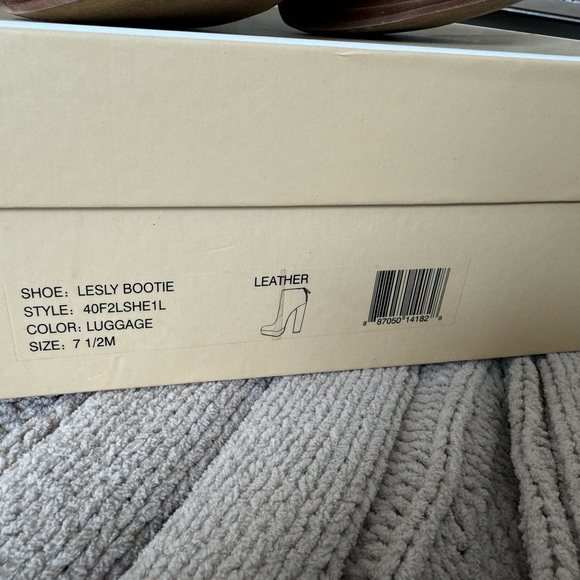 SHOE: LESLY BOOTIE
STYLE: 40F2LSHE1L
COLOR: LUGGAGE
SIZE: 7 1/2M
LEATHER
8 87050 14182 8